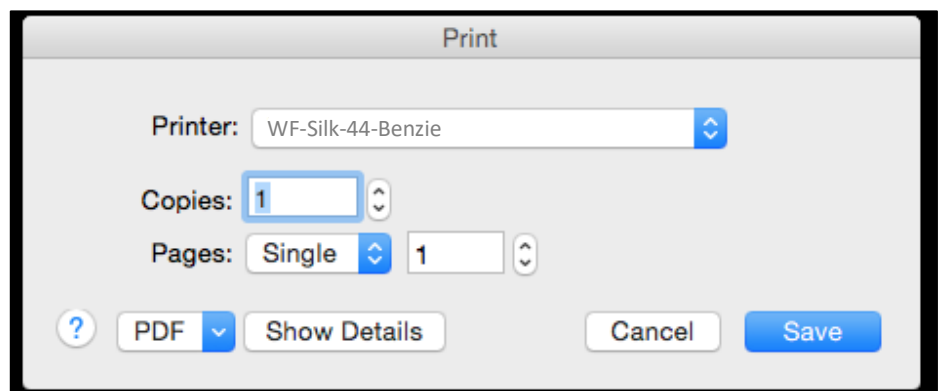 Print
Printer: WF-Silk-44-Benzie
Copies: 1
Pages: Single 1
? PDF Show Details Cancel Save